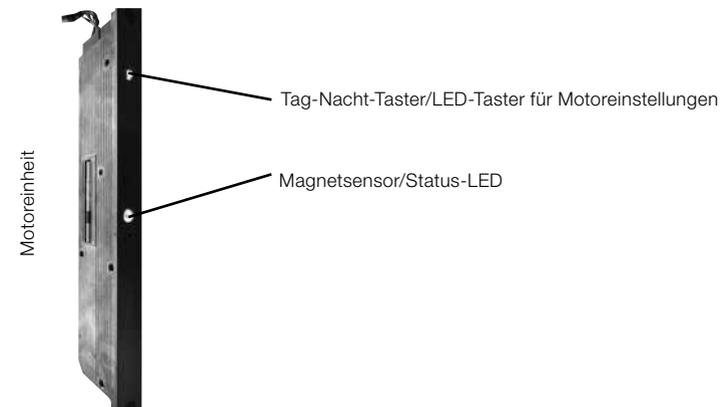 Tag-Nacht-Taster/LED-Taster für Motoreinstellungen
Magnetsensor/Status-LED
Motoreinheit